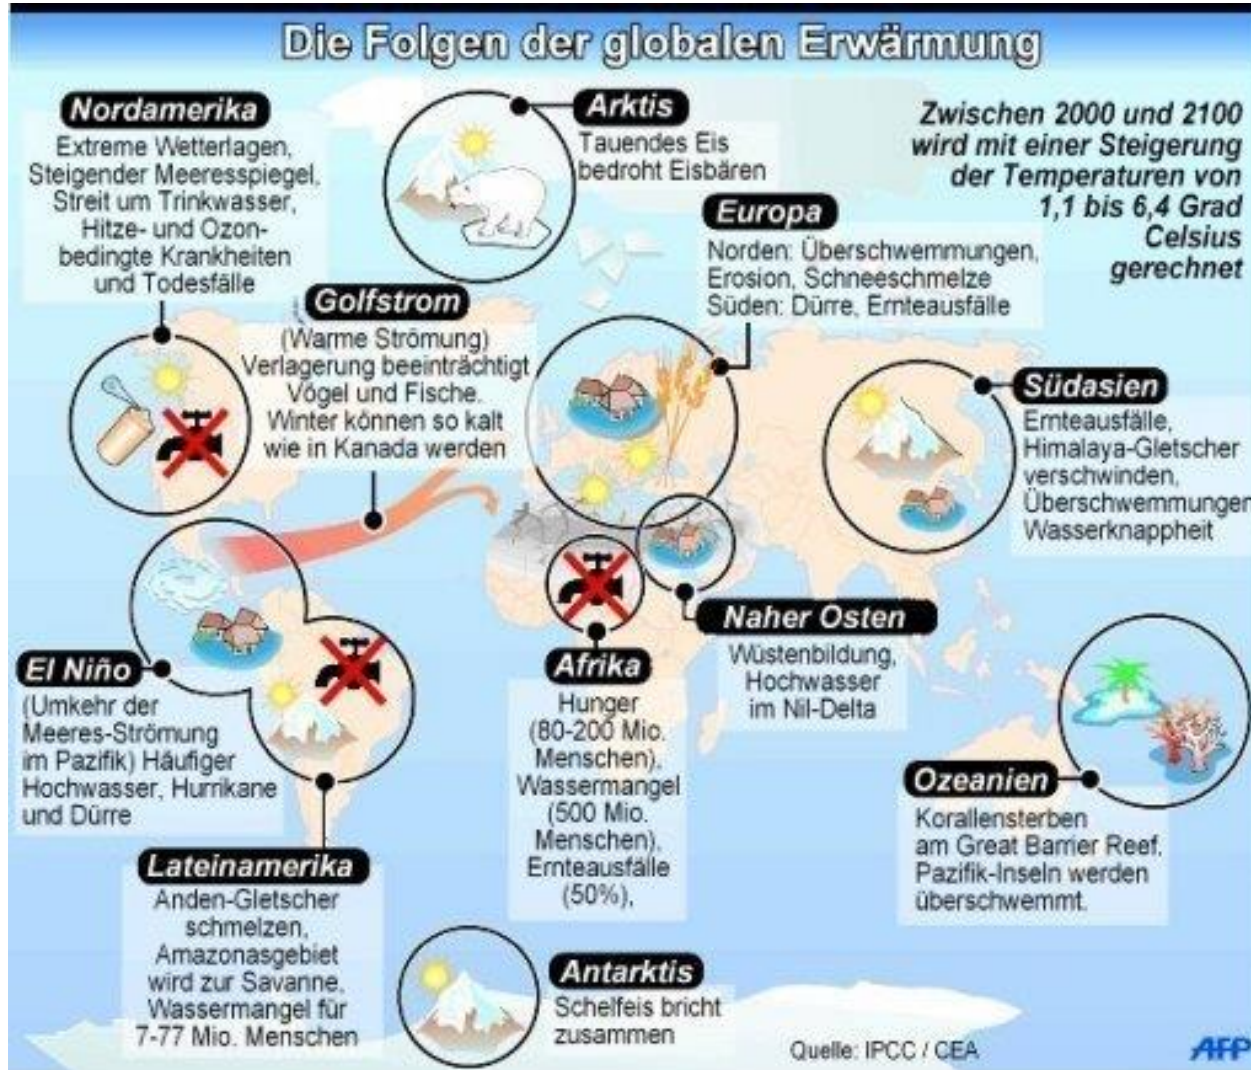 Die Folgen der globalen Erwärmung
Nordamerika
Extreme Wetterlagen,
Steigender Meeresspiegel,
Streit um Trinkwasser,
Hitze- und Ozon-
bedingte Krankheiten
und Todesfälle
Arktis
Tauendes Eis
bedroht Eisbären
Zwischen 2000 und 2100
wird mit einer Steigerung
der Temperaturen von
1,1 bis 6,4 Grad
Celsius
gerechnet
Europa
Norden: Überschwemmungen,
Erosion, Schneeschmelze
Süden: Dürre, Ernteausfälle
Golfstrom
(Warme Strömung)
Verlagerung beeinträchtigt
Vögel und Fische.
Winter können so kalt
wie in Kanada werden
Südasien
Ernteausfälle,
Himalaya-Gletscher
verschwinden,
Überschwemmungen
Wasserknappheit
El Niño
(Umkehr der
Meeres-Strömung
im Pazifik) Häufiger
Hochwasser, Hurrikane
und Dürre
Afrika
Hunger
(80-200 Mio.
Menschen),
Wassermangel
(500 Mio.
Menschen),
Ernteausfälle
(50%),
Naher Osten
Wüstenbildung,
Hochwasser
im Nil-Delta
Ozeanien
Korallensterben
am Great Barrier Reef.
Pazifik-Inseln werden
überschwemmt.
Lateinamerika
Anden-Gletscher
schmelzen,
Amazonasgebiet
wird zur Savanne,
Wassermangel für
7-77 Mio. Menschen
Antarktis
Schelfeis bricht
zusammen
Quelle: IPCC / CEA
AFP